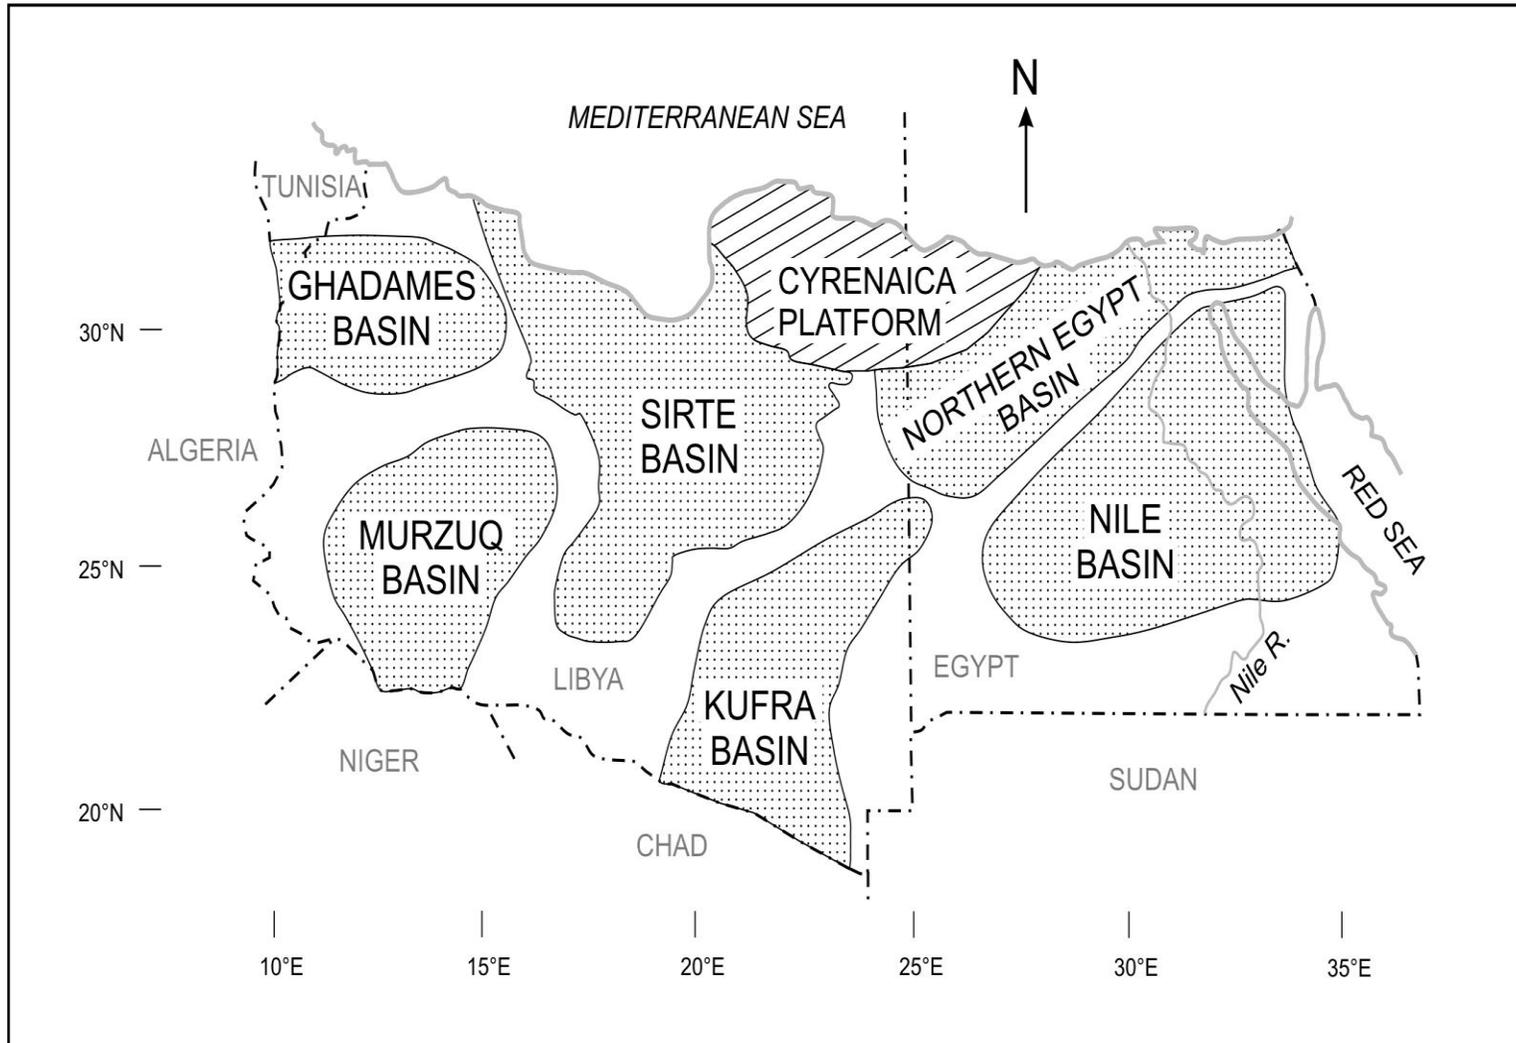 N
MEDITERRANEAN SEA
TUNISIA
GHADAMES
BASIN
CYRENAICA
PLATFORM
NORTHERN EGYPT
BASIN
30°N
SIRTE
BASIN
ALGERIA
MURZUQ
BASIN
NILE
BASIN
RED SEA
25°N
LIBYA
EGYPT
Nile R.
KUFRA
BASIN
NIGER
SUDAN
20°N
CHAD
10°E
15°E
20°E
25°E
30°E
35°E